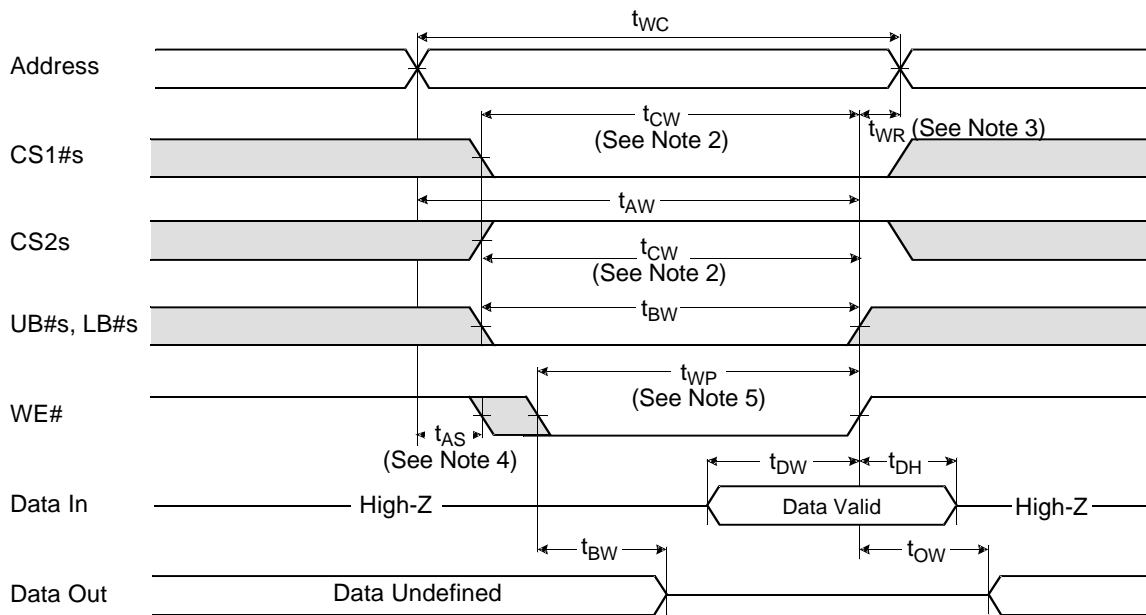 tWC
Address
tCW
(See Note 2)
tWR (See Note 3)
CS1#s
tAW
CS2s
tCW
(See Note 2)
tBW
UB#s, LB#s
tWP
(See Note 5)
WE#
tAS
(See Note 4)
tDW
tDH
Data In
High-Z
Data Valid
High-Z
tBW
tOW
Data Out
Data Undefined